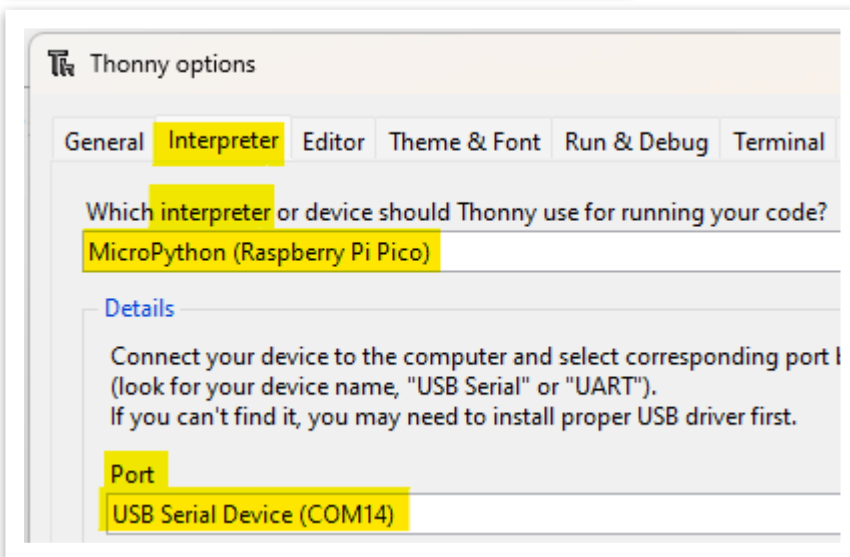 Thonny options
General Interpreter Editor Theme & Font Run & Debug Terminal
Which interpreter or device should Thonny use for running your code?
MicroPython (Raspberry Pi Pico)
Details
Connect your device to the computer and select corresponding port
(look for your device name, "USB Serial" or "UART").
If you can't find it, you may need to install proper USB driver first.
Port
USB Serial Device (COM14)